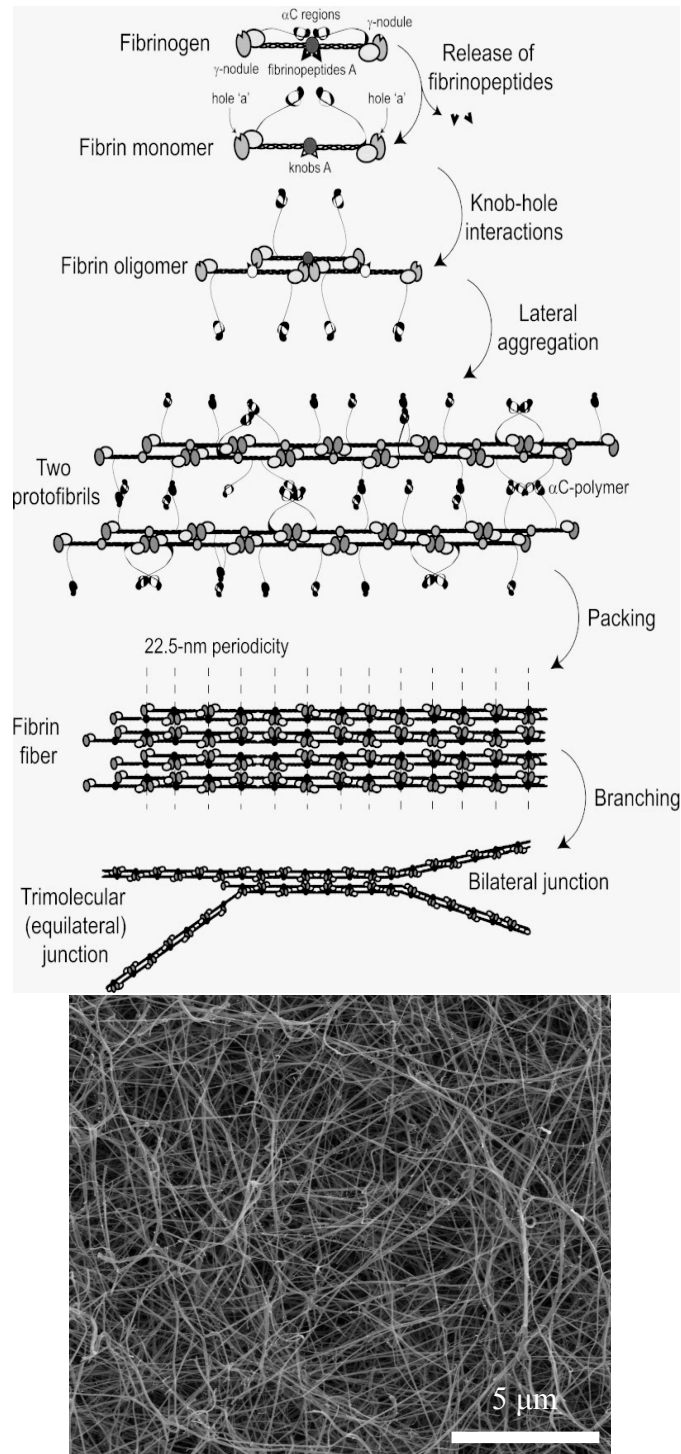 αC regions
γ-nodule
Fibrinogen
γ-nodule
fibrinopeptides A
Release of
fibrinopeptides
hole ‘a’
hole ‘a’
Fibrin monomer
knobs A
Knob-hole
interactions
Fibrin oligomer
Lateral
aggregation
Two
protofibrils
αC-polymer
Packing
22.5-nm periodicity
Fibrin
fiber
Branching
Bilateral junction
Trimolecular
(equilateral)
junction
5 μm